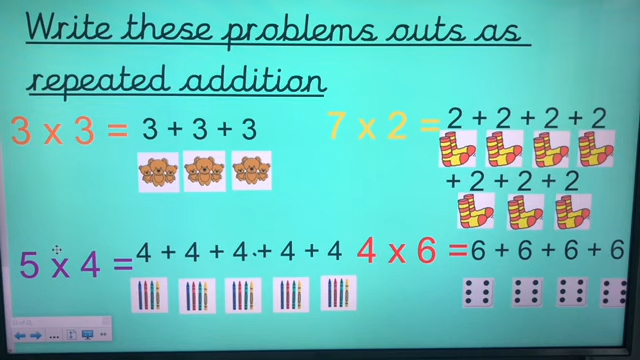 Write these problems outs as
repeated addition
3 x 3 = 3 + 3 + 3
7 x 2 = 2 + 2 + 2 + 2
+ 2 + 2 + 2
5 x 4 = 4 + 4 + 4 + 4 + 4
4 x 6 = 6 + 6 + 6 + 6